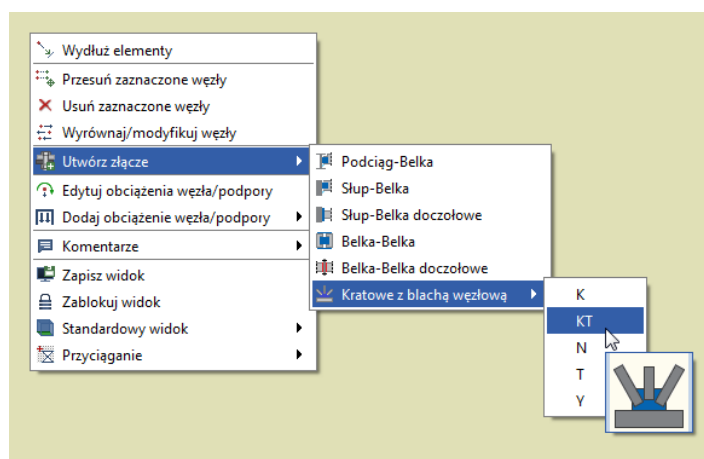 Wydłuż elementy
Przesuń zaznaczone węzły
Usuń zaznaczone węzły
Wyrównaj/modyfikuj węzły
Utwórz złącze
Edytuj obciążenia węzła/podpory
Dodaj obciążenie węzła/podpory
Komentarze
Zapisz widok
Zablokuj widok
Standardowy widok
Przyciąganie
Podciąg-Belka
Słup-Belka
Słup-Belka doczołowe
Belka-Belka
Belka-Belka doczołowe
Kratowe z blachą węzłową
K
KT
N
T
Y